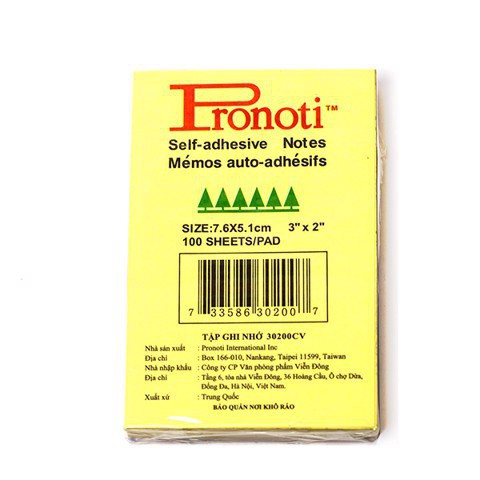 Pronoti™
Self-adhesive Notes
Mémos auto-adhésifs
SIZE:7.6X5.1cm 3" x 2"
100 SHEETS/PAD
7 33586 30200 7
TẬP GHI NHỚ 30200CV
Nhà sản xuất : Pronoti International Inc
Địa chỉ : Box 166-010, Nankang, Taipei 11599, Taiwan
Nhà nhập khẩu : Công ty CP Văn phòng phẩm Viễn Đông
Địa chỉ : Tầng 6, tòa nhà Viễn Đông, 36 Hoàng Cầu, Ô chợ Dừa,
Đống Đa, Hà Nội, Việt Nam.
Xuất xứ : Trung Quốc
BẢO QUẢN NƠI KHÔ RÁO